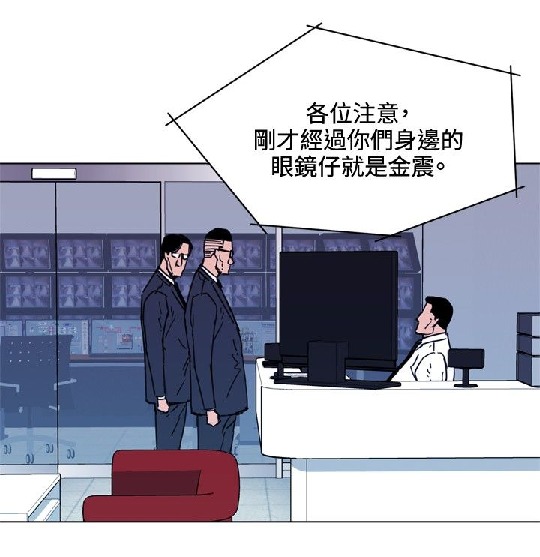 各位注意，
剛才經過你們身邊的
眼鏡仔就是金震。